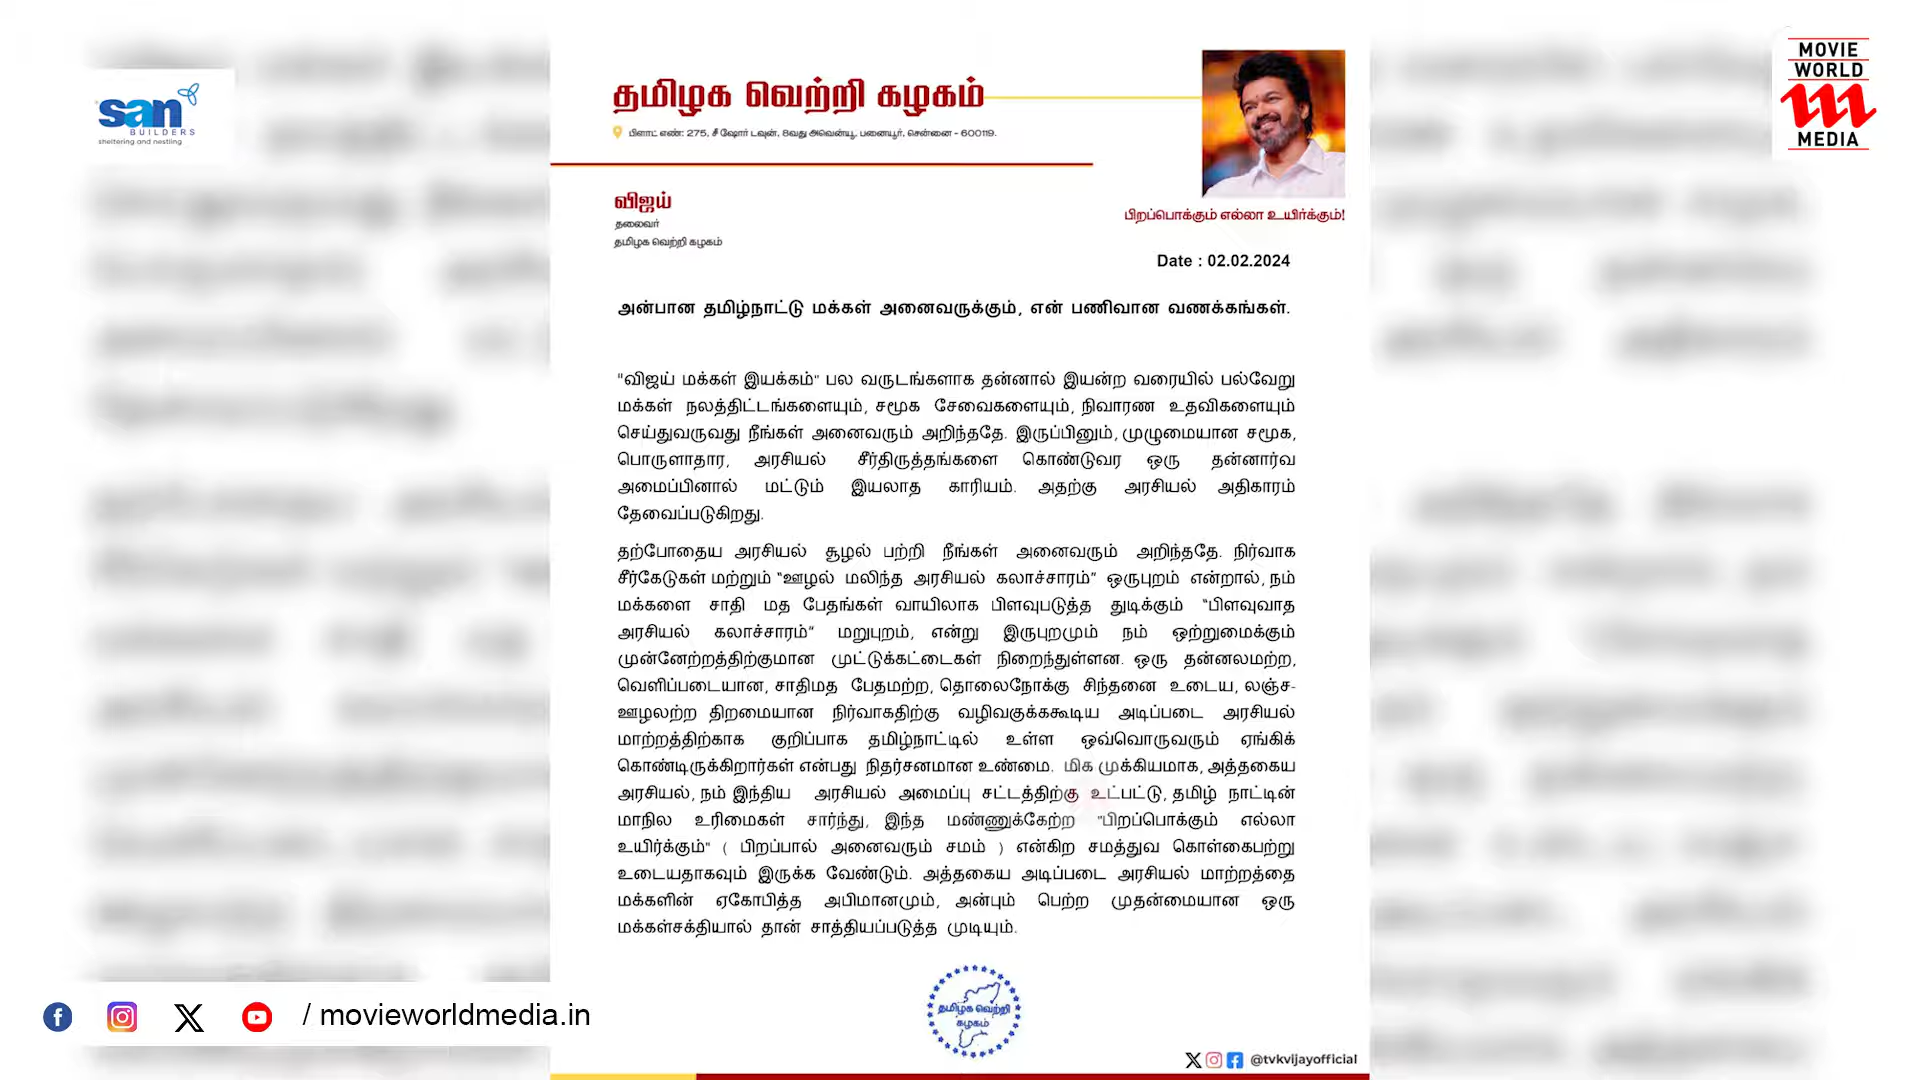 san
BUILDERS
sheltering and nestling
MOVIE
WORLD
MEDIA
தமிழக வெற்றி கழகம்
பிளாட் எண்: 275, சீ ஷோர் டவுன், 8வது அவென்யூ, பனையூர், சென்னை - 600119.
விஜய்
தலைவர்
தமிழக வெற்றி கழகம்
பிறப்பொக்கும் எல்லா உயிர்க்கும்!
Date : 02.02.2024
அன்பான தமிழ்நாட்டு மக்கள் அனைவருக்கும், என் பணிவான வணக்கங்கள்.
"விஜய் மக்கள் இயக்கம்" பல வருடங்களாக தன்னால் இயன்ற வரையில் பல்வேறு
மக்கள் நலத்திட்டங்களையும், சமூக சேவைகளையும், நிவாரண உதவிகளையும்
செய்துவருவது நீங்கள் அனைவரும் அறிந்ததே. இருப்பினும், முழுமையான சமூக,
பொருளாதார, அரசியல் சீர்திருத்தங்களை கொண்டுவர ஒரு தன்னார்வ
அமைப்பினால் மட்டும் இயலாத காரியம். அதற்கு அரசியல் அதிகாரம்
தேவைப்படுகிறது.
தற்போதைய அரசியல் சூழல் பற்றி நீங்கள் அனைவரும் அறிந்ததே. நிர்வாக
சீர்கேடுகள் மற்றும் "ஊழல் மலிந்த அரசியல் கலாச்சாரம்" ஒருபுறம் என்றால், நம்
மக்களை சாதி மத பேதங்கள் வாயிலாக பிளவுபடுத்த துடிக்கும் "பிளவுவாத
அரசியல் கலாச்சாரம்" மறுபுறம், என்று இருபுறமும் நம் ஒற்றுமைக்கும்
முன்னேற்றத்திற்குமான முட்டுக்கட்டைகள் நிறைந்துள்ளன. ஒரு தன்னலமற்ற,
வெளிப்படையான, சாதிமத பேதமற்ற, தொலைநோக்கு சிந்தனை உடைய, லஞ்ச-
ஊழலற்ற திறமையான நிர்வாகதிற்கு வழிவகுக்ககூடிய அடிப்படை அரசியல்
மாற்றத்திற்காக குறிப்பாக தமிழ்நாட்டில் உள்ள ஒவ்வொருவரும் ஏங்கிக்
கொண்டிருக்கிறார்கள் என்பது நிதர்சனமான உண்மை. மிக முக்கியமாக, அத்தகைய
அரசியல், நம் இந்திய அரசியல் அமைப்பு சட்டத்திற்கு உட்பட்டு, தமிழ் நாட்டின்
மாநில உரிமைகள் சார்ந்து, இந்த மண்ணுக்கேற்ற "பிறப்பொக்கும் எல்லா
உயிர்க்கும்" ( பிறப்பால் அனைவரும் சமம் ) என்கிற சமத்துவ கொள்கைபற்று
உடையதாகவும் இருக்க வேண்டும். அத்தகைய அடிப்படை அரசியல் மாற்றத்தை
மக்களின் ஏகோபித்த அபிமானமும், அன்பும் பெற்ற முதன்மையான ஒரு
மக்கள்சக்தியால் தான் சாத்தியப்படுத்த முடியும்.
தமிழக வெற்றி
கழகம்
@tvkvijayofficial
/ movieworldmedia.in